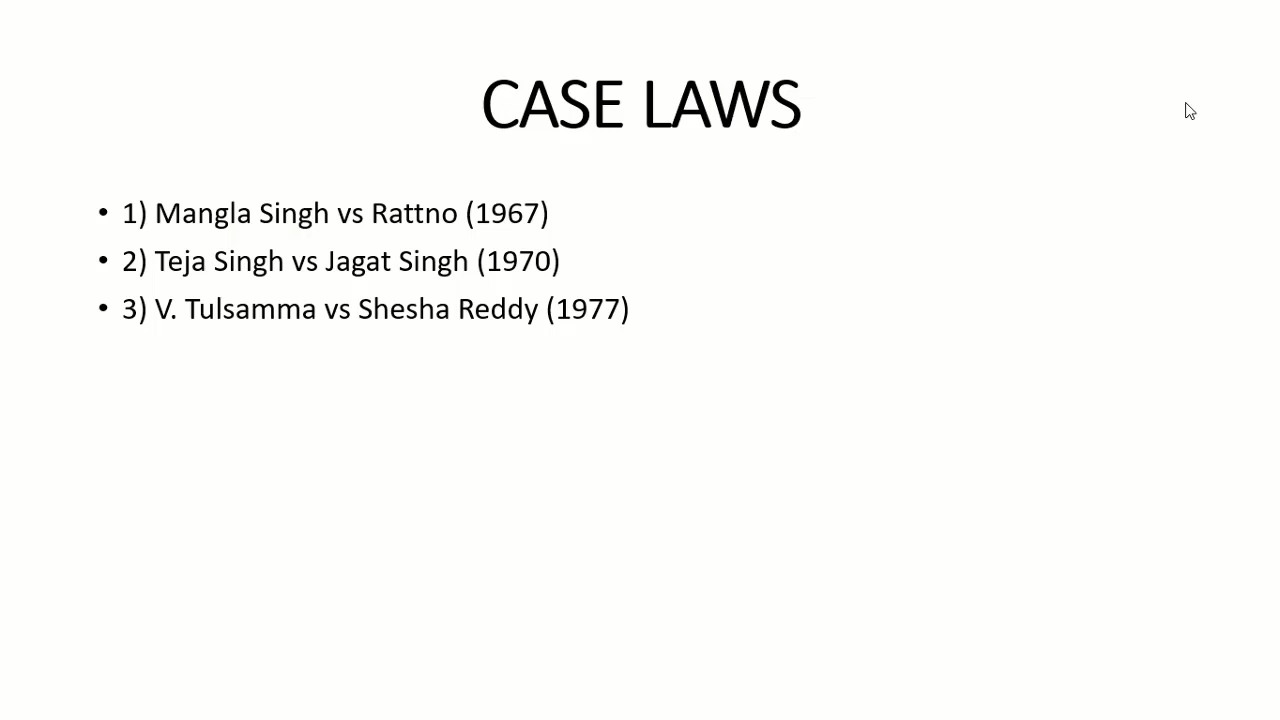 CASE LAWS
• 1) Mangla Singh vs Rattno (1967)
• 2) Teja Singh vs Jagat Singh (1970)
• 3) V. Tulsamma vs Shesha Reddy (1977)